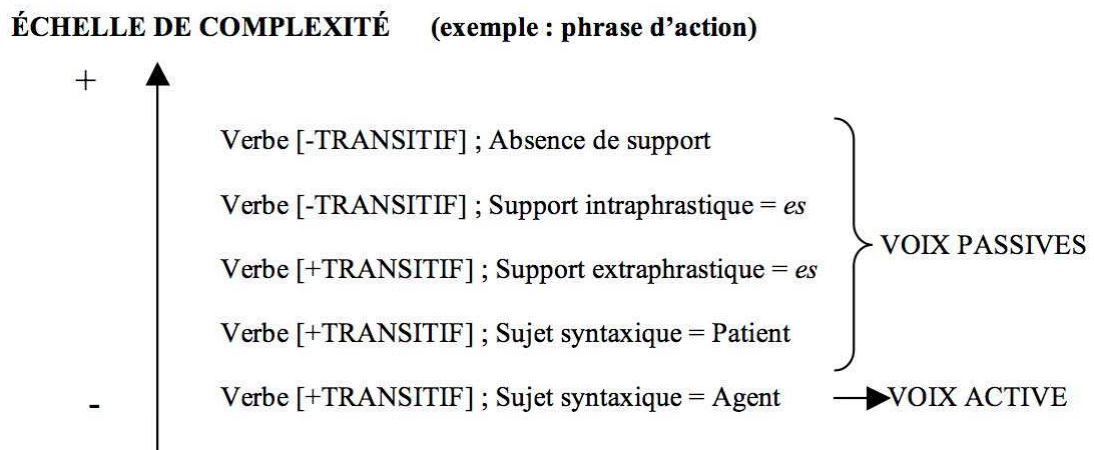 ÉCHELLE DE COMPLEXITÉ (exemple : phrase d’action)
+
Verbe [-TRANSITIF] ; Absence de support
Verbe [-TRANSITIF] ; Support intraphrastique = es
VOIX PASSIVES
Verbe [+TRANSITIF] ; Support extraphrastique = es
Verbe [+TRANSITIF] ; Sujet syntaxique = Patient
- Verbe [+TRANSITIF] ; Sujet syntaxique = Agent VOIX ACTIVE